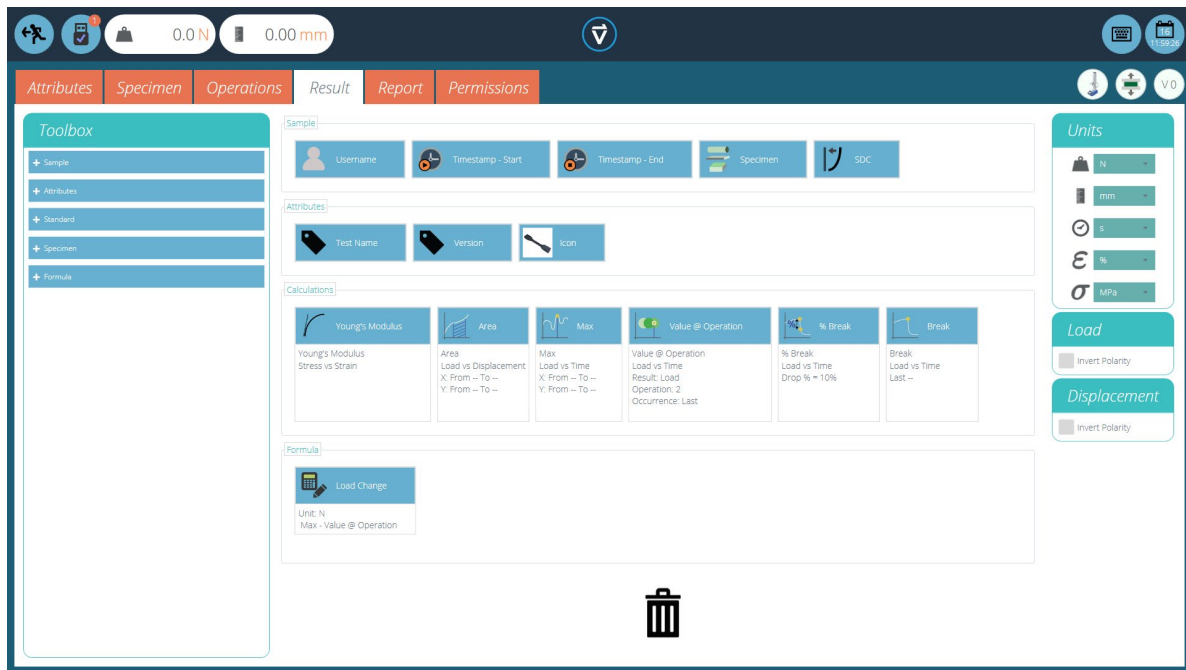 1
0.0 N
0.00 mm
16
11:59:26
Attributes
Specimen
Operations
Result
Report
Permissions
V 0
Toolbox
+ Sample
+ Attributes
+ Standard
+ Specimen
+ Formula
Sample
Username
Timestamp - Start
Timestamp - End
Specimen
SDC
Attributes
Test Name
Version
Icon
Calculations
Young's Modulus
Young's Modulus
Stress vs Strain
Area
Area
Load vs Displacement
X: From -- To --
Y: From -- To --
Max
Max
Load vs Time
X: From -- To --
Y: From -- To --
Value @ Operation
Value @ Operation
Load vs Time
Result: Load
Operation: 2
Occurrence: Last
% Break
% Break
Load vs Time
Drop % = 10%
Break
Break
Load vs Time
Last --
Formula
Load Change
Unit: N
Max - Value @ Operation
Units
N
mm
s
ε %
σ MPa
Load
Invert Polarity
Displacement
Invert Polarity